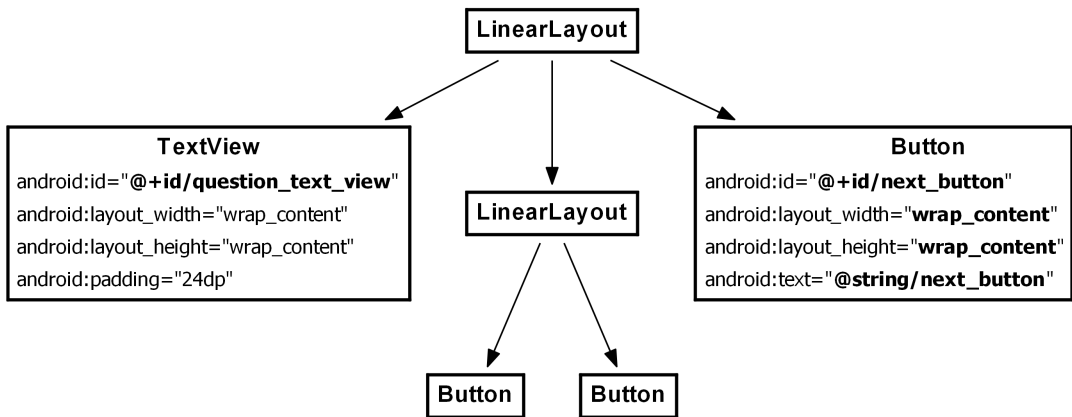 LinearLayout
TextView
android:id="@+id/question_text_view"
android:layout_width="wrap_content"
android:layout_height="wrap_content"
android:padding="24dp"
LinearLayout
Button
android:id="@+id/next_button"
android:layout_width="wrap_content"
android:layout_height="wrap_content"
android:text="@string/next_button"
Button
Button